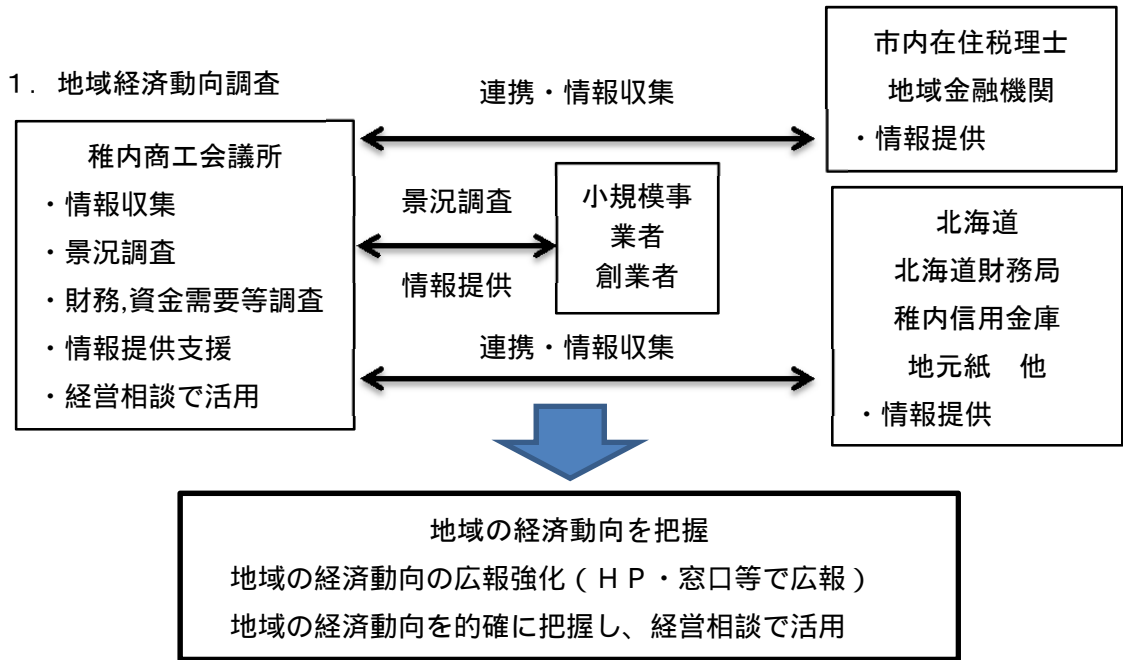 １．地域経済動向調査
稚内商工会議所
・情報収集
・景況調査
・財務,資金需要等調査
・情報提供支援
・経営相談で活用
連携・情報収集
景況調査
情報提供
連携・情報収集
小規模事
業者
創業者
市内在住税理士
地域金融機関
・情報提供
北海道
北海道財務局
稚内信用金庫
地元紙　他
・情報提供
地域の経済動向を把握
地域の経済動向の広報強化（ＨＰ・窓口等で広報）
地域の経済動向を的確に把握し、経営相談で活用